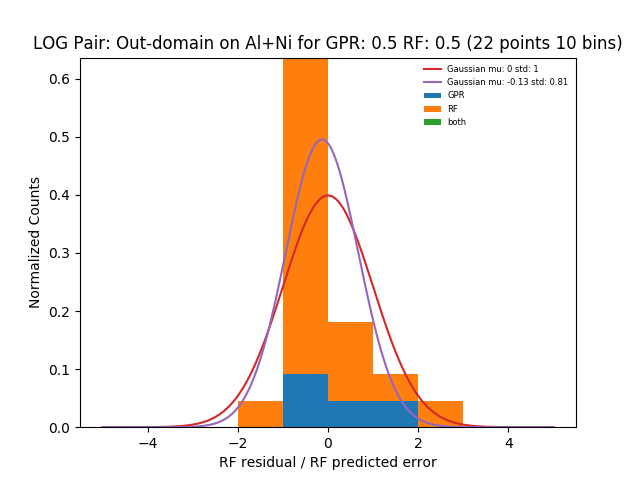 LOG Pair: Out-domain on Al+Ni for GPR: 0.5 RF: 0.5 (22 points 10 bins)
Gaussian mu: 0 std: 1
Gaussian mu: -0.13 std: 0.81
GPR
RF
both
Normalized Counts
0.6
0.5
0.4
0.3
0.2
0.1
0.0
−4
−2
0
2
4
RF residual / RF predicted error